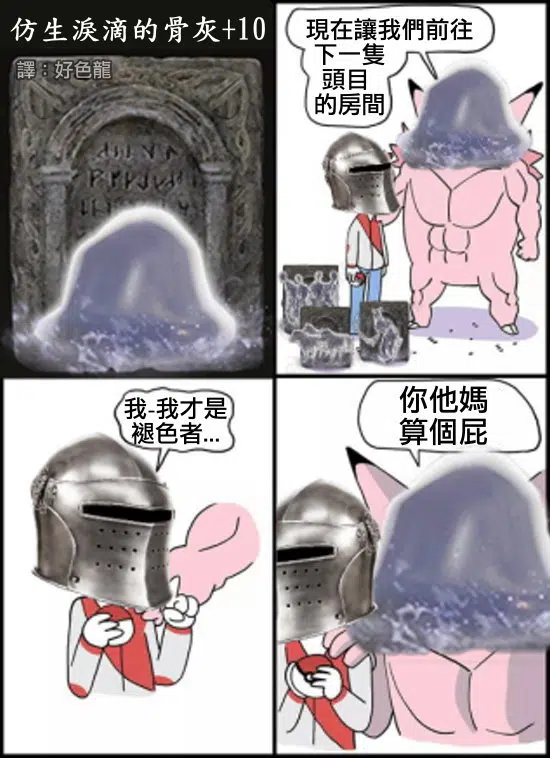 仿生淚滴的骨灰+10
譯：好色龍
現在讓我們前往
下一隻
頭目
的房間
我-我才是
褪色者...
你他媽
算個屁